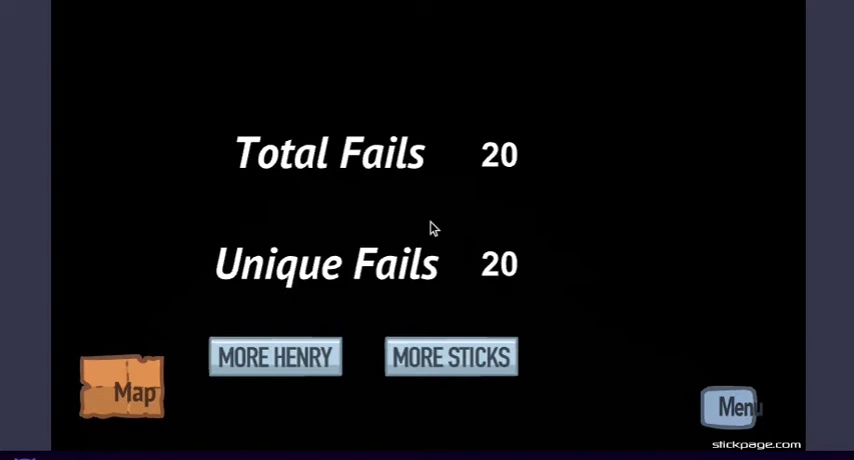 Total Fails 20
Unique Fails 20
MORE HENRY MORE STICKS
Map
Menu
stickpage.com